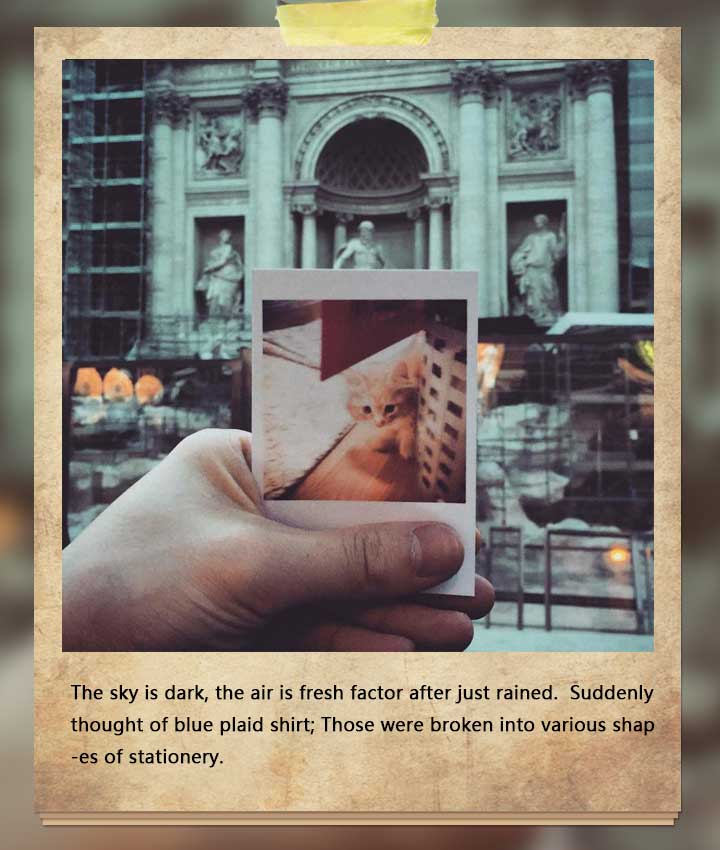 The sky is dark, the air is fresh factor after just rained.  Suddenly
thought of blue plaid shirt; Those were broken into various shap
-es of stationery.